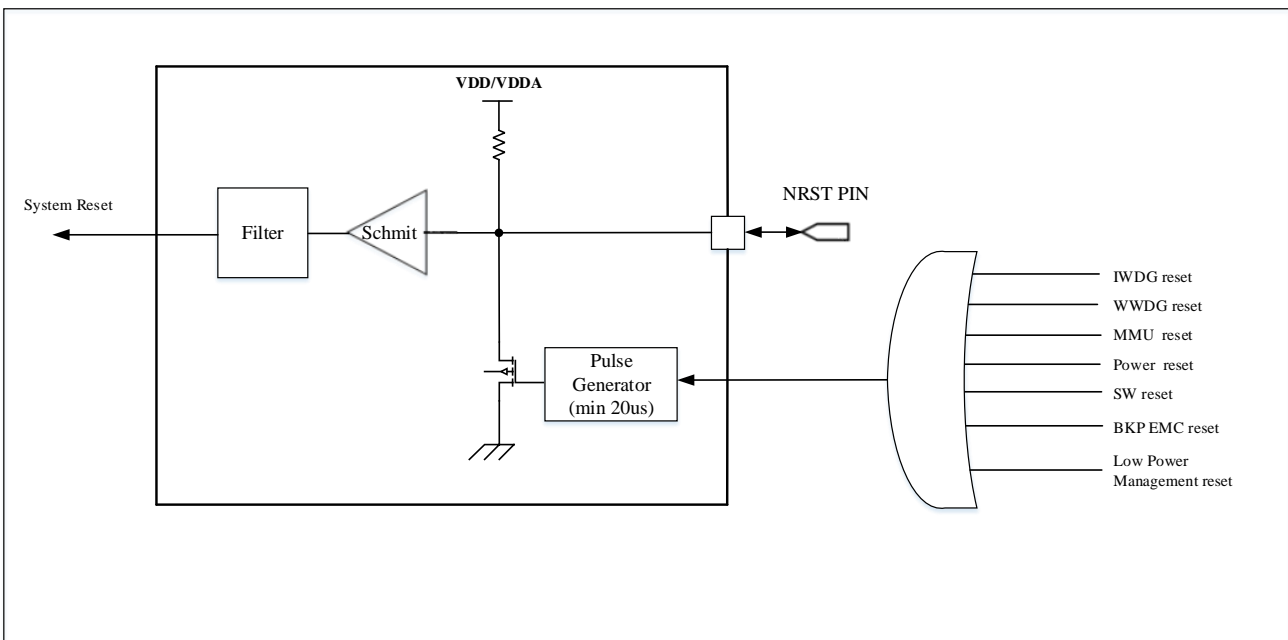 VDD/VDDA
NRST PIN
System Reset
Filter
Schmit
IWDG reset
WWDG reset
MMU reset
Power reset
SW reset
BKP EMC reset
Low Power
Management reset
Pulse
Generator
(min 20us)